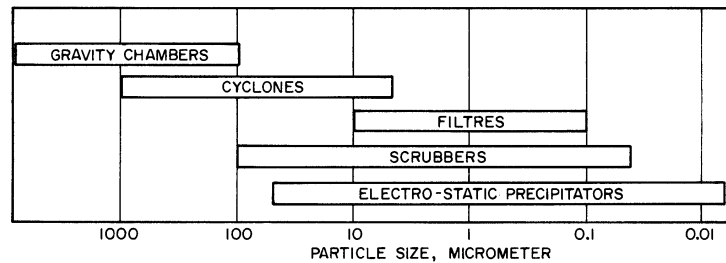 GRAVITY CHAMBERS
CYCLONES
FILTRES
SCRUBBERS
ELECTRO-STATIC PRECIPITATORS
1000 100 10 1 0.1 0.01
PARTICLE SIZE, MICROMETER